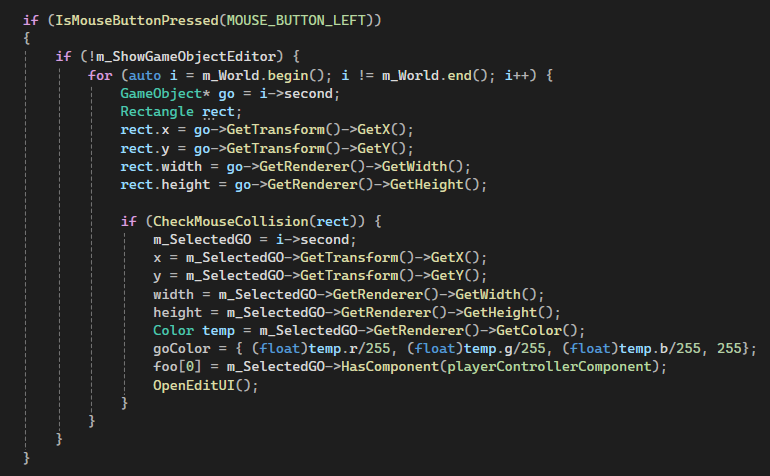 if (IsMouseButtonPressed(MOUSE_BUTTON_LEFT))
{
    if (!m_ShowGameObjectEditor) {
        for (auto i = m_World.begin(); i != m_World.end(); i++) {
            GameObject* go = i->second;
            Rectangle rect;
            rect.x = go->GetTransform()->GetX();
            rect.y = go->GetTransform()->GetY();
            rect.width = go->GetRenderer()->GetWidth();
            rect.height = go->GetRenderer()->GetHeight();

            if (CheckMouseCollision(rect)) {
                m_SelectedGO = i->second;
                x = m_SelectedGO->GetTransform()->GetX();
                y = m_SelectedGO->GetTransform()->GetY();
                width = m_SelectedGO->GetRenderer()->GetWidth();
                height = m_SelectedGO->GetRenderer()->GetHeight();
                Color temp = m_SelectedGO->GetRenderer()->GetColor();
                goColor = { (float)temp.r/255, (float)temp.g/255, (float)temp.b/255, 255};
                foo[0] = m_SelectedGO->HasComponent(playerControllerComponent);
                OpenEditUI();
            }
        }
    }
}